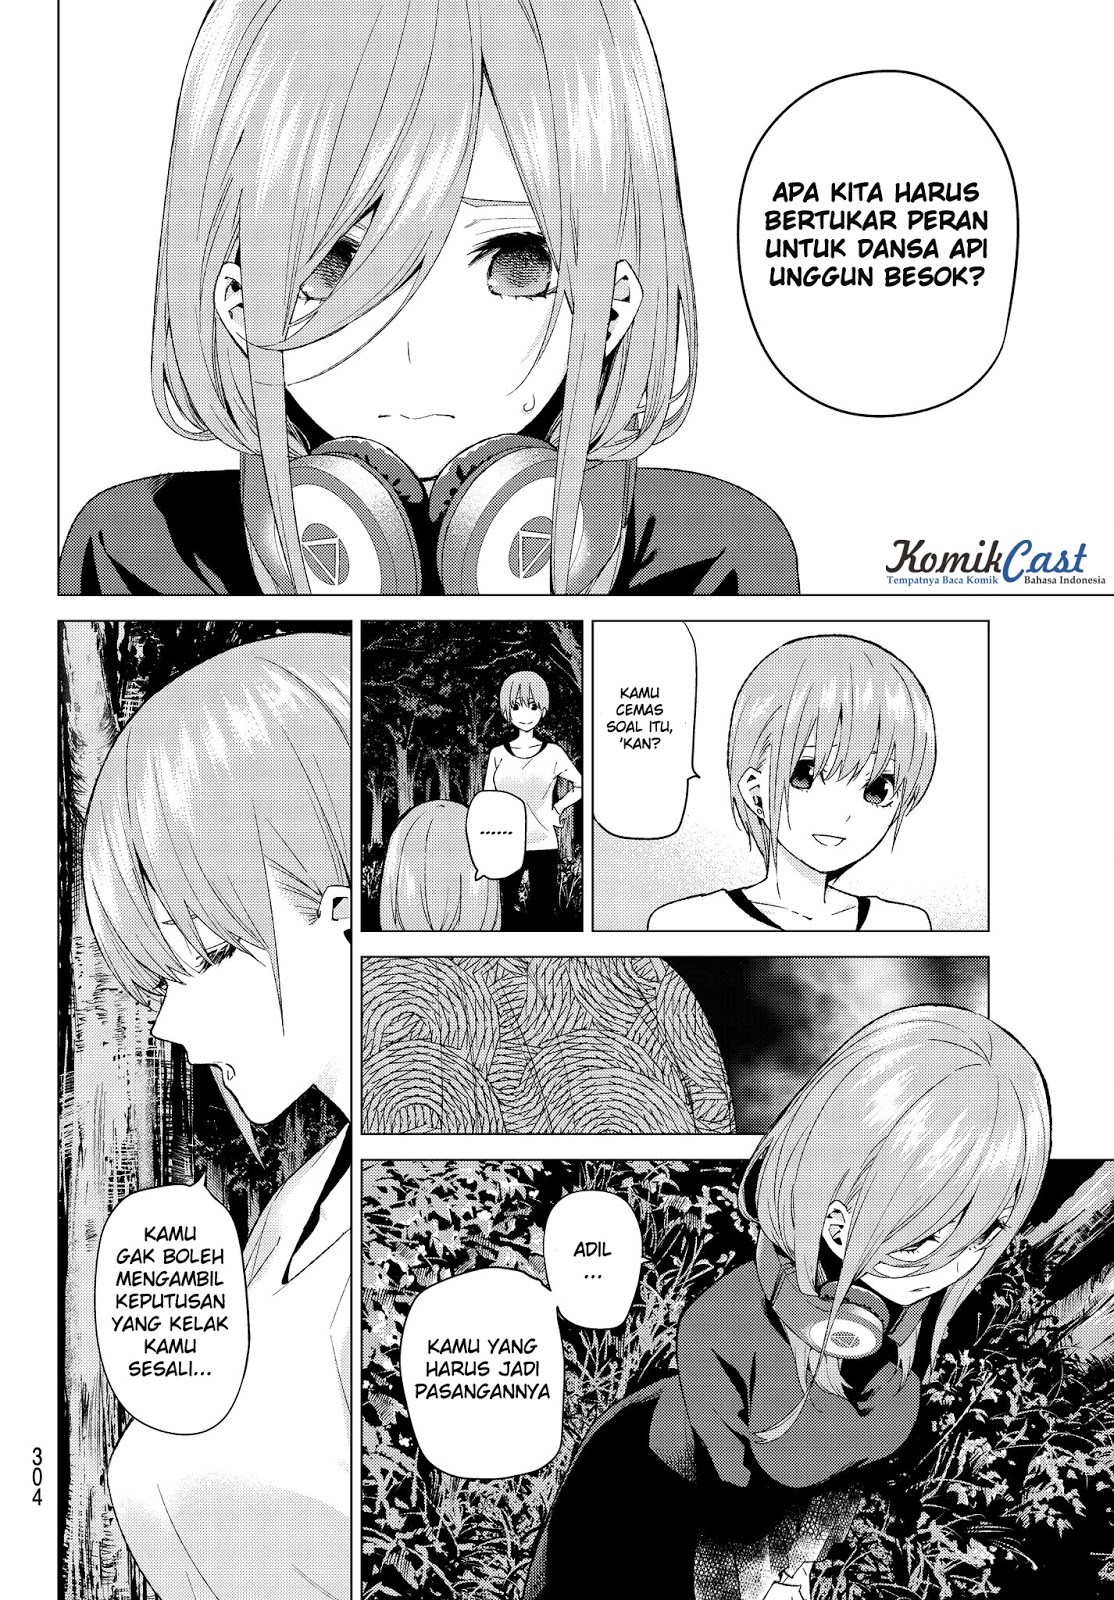 APA KITA HARUS
BERTUKAR PERAN
UNTUK DANSA API
UNGGUN BESOK?
KomikCast
Tempatnya Baca Komik Bahasa Indonesia
KAMU
CEMAS
SOAL ITU,
'KAN?
.......
ADIL
...
KAMU YANG
HARUS JADI
PASANGANNYA
KAMU
GAK BOLEH
MENGAMBIL
KEPUTUSAN
YANG KELAK
KAMU
SESALI...
304